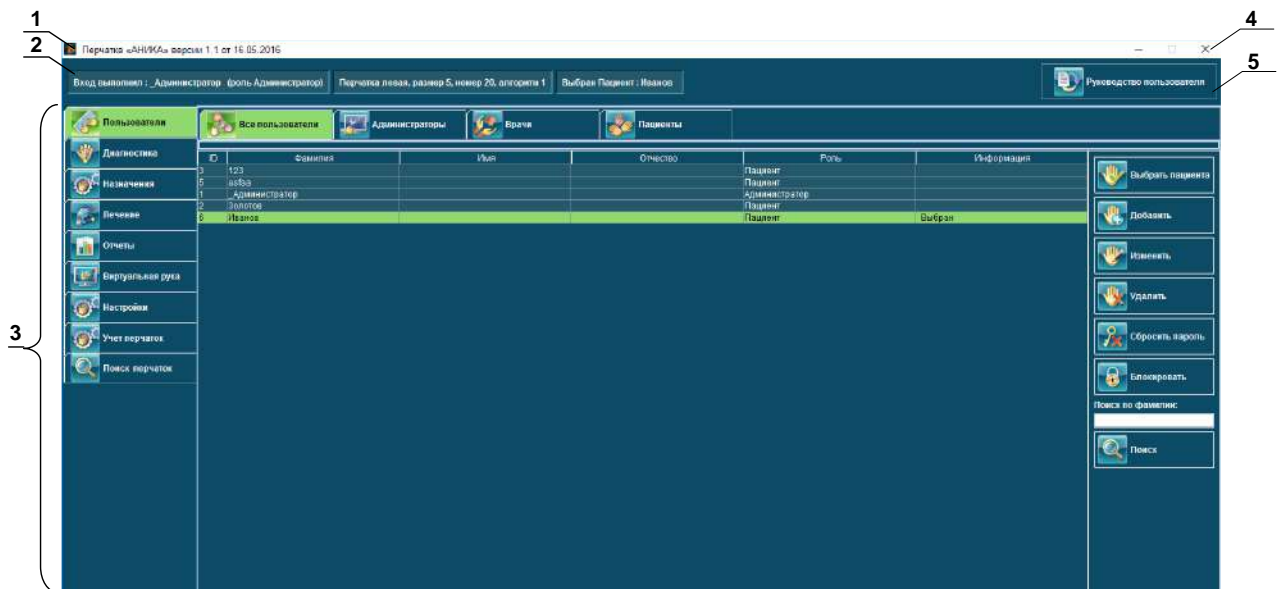 1
4
Перчатка «АНИКА» версии 1.1 от 16.05.2016
2
5
Вход выполнил : _Администратор (роль Администратор) Перчатка левая, размер 5, номер 20, алгоритм 1 Выбран Пациент : Иванов Руководство пользователя
3
Пользователи
Диагностика
Назначения
Лечение
Отчеты
Виртуальная рука
Настройки
Учет перчаток
Поиск перчаток
Все пользователи Администраторы Врачи Пациенты
ID Фамилия Имя Отчество Роль Информация
3 123 Пациент
5 asfsa Пациент
1 _Администратор Администратор
2 Золотов Пациент
6 Иванов Пациент Выбран
Выбрать пациента
Добавить
Изменить
Удалить
Сбросить пароль
Блокировать
Поиск по фамилии:
Поиск